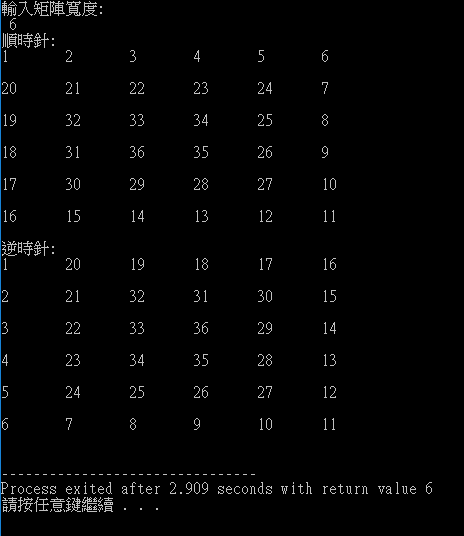 輸入矩陣寬度:
6
順時針:
1 2 3 4 5 6
20 21 22 23 24 7
19 32 33 34 25 8
18 31 36 35 26 9
17 30 29 28 27 10
16 15 14 13 12 11
逆時針:
1 20 19 18 17 16
2 21 32 31 30 15
3 22 33 36 29 14
4 23 34 35 28 13
5 24 25 26 27 12
6 7 8 9 10 11
--------------------------------
Process exited after 2.909 seconds with return value 6
請按任意鍵繼續 . . .